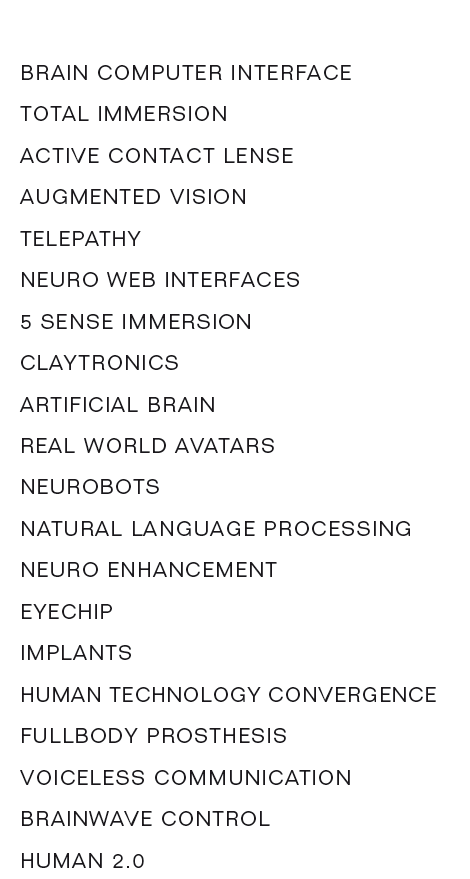 BRAIN COMPUTER INTERFACE
TOTAL IMMERSION
ACTIVE CONTACT LENSE
AUGMENTED VISION
TELEPATHY
NEURO WEB INTERFACES
5 SENSE IMMERSION
CLAYTRONICS
ARTIFICIAL BRAIN
REAL WORLD AVATARS
NEUROBOTS
NATURAL LANGUAGE PROCESSING
NEURO ENHANCEMENT
EYECHIP
IMPLANTS
HUMAN TECHNOLOGY CONVERGENCE
FULLBODY PROSTHESIS
VOICELESS COMMUNICATION
BRAINWAVE CONTROL
HUMAN 2.0